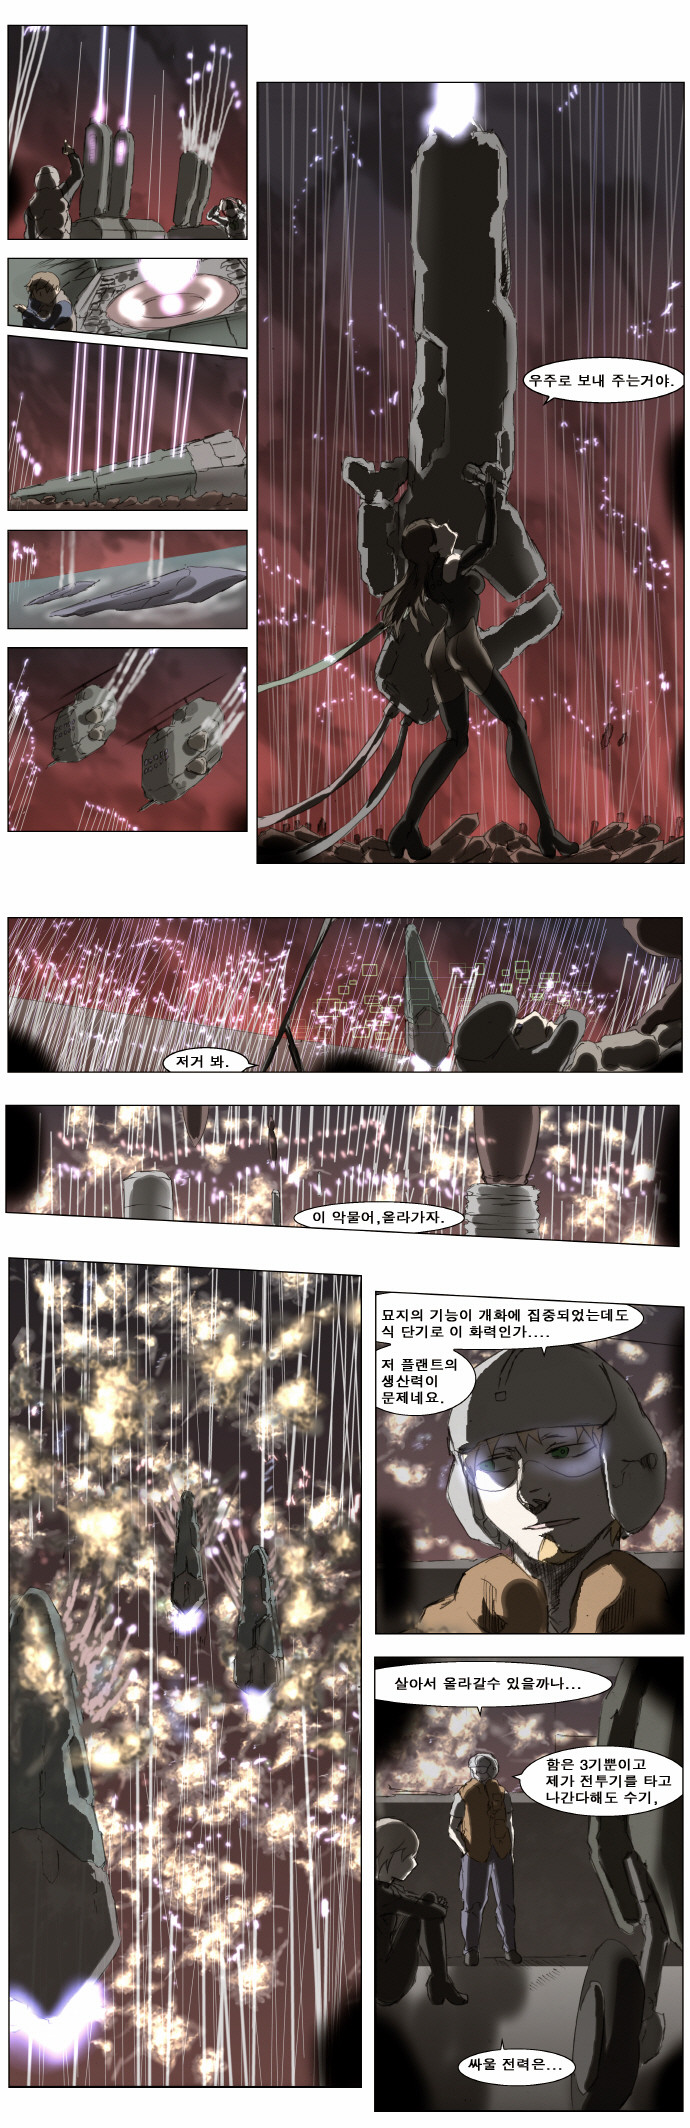 우주로 보내 주는거야.
저거 봐.
이 악물어,올라가자.
묘지의 기능이 개화에 집중되었는데도
식 단기로 이 화력인가....
저 플랜트의
생산력이
문제네요.
살아서 올라갈수 있을까나...
함은 3기뿐이고
제가 전투기를 타고
나간다해도 수기,
싸울 전력은...